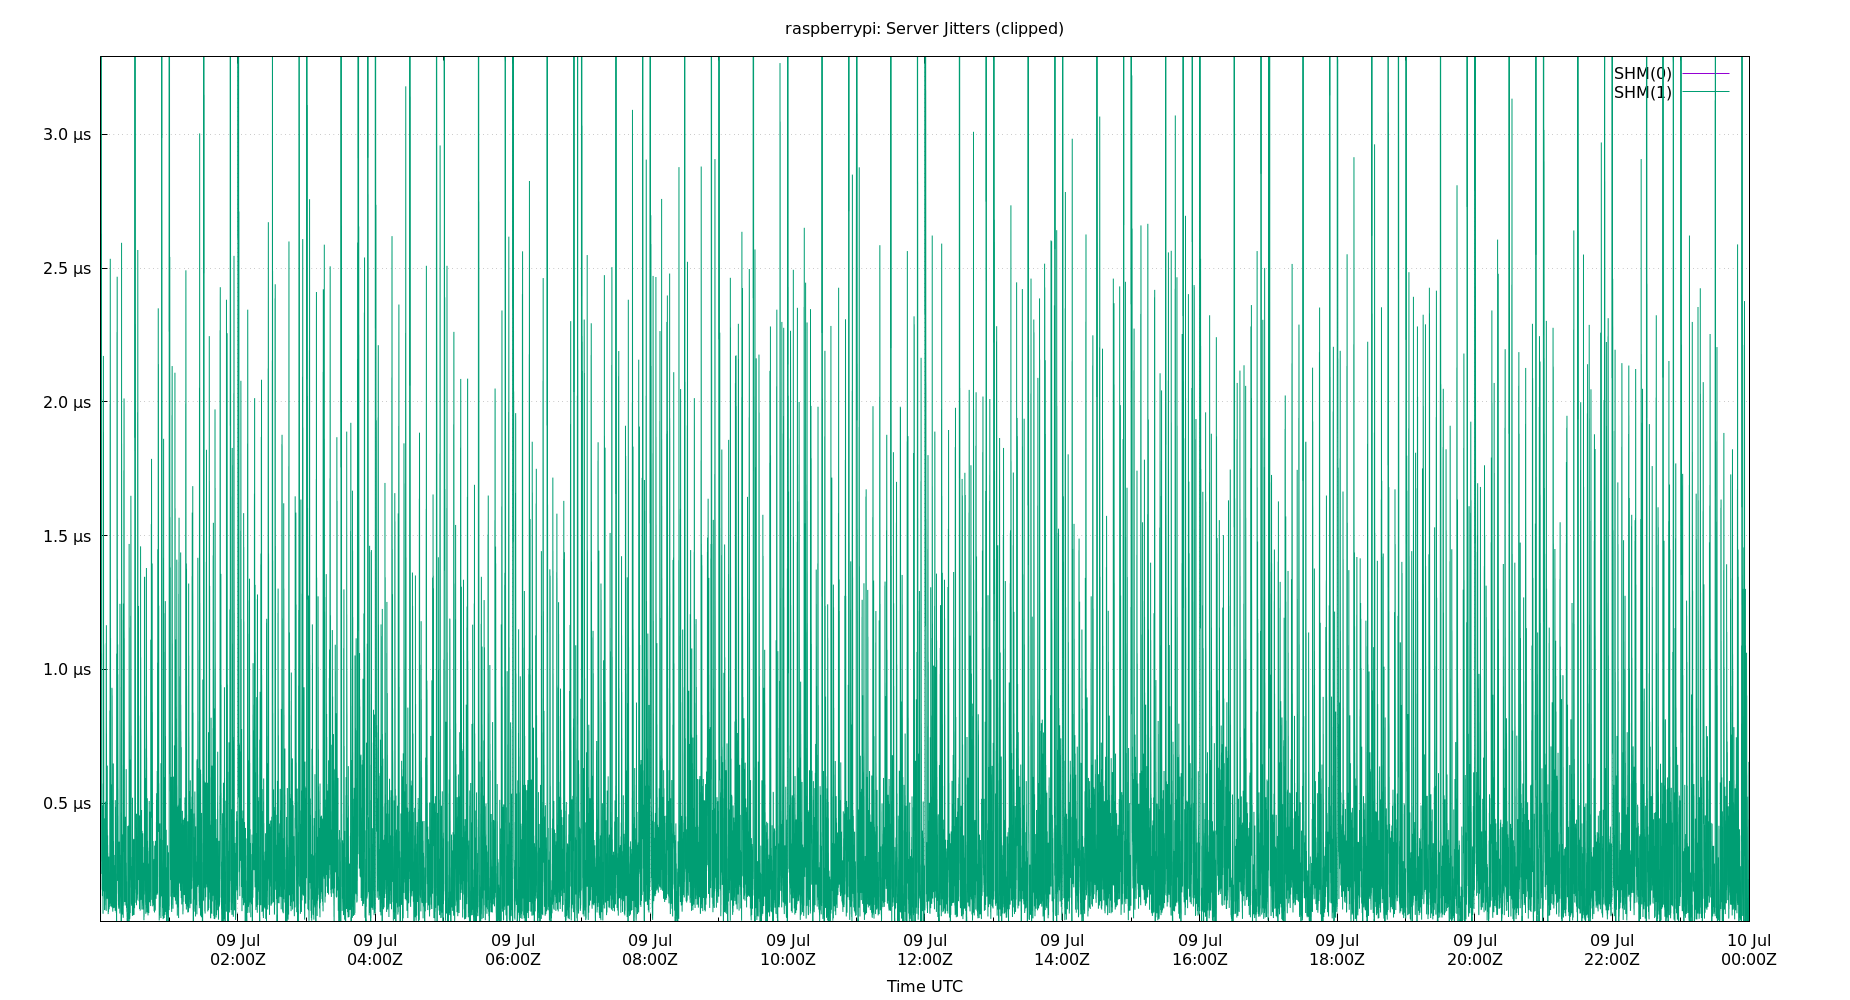 raspberrypi: Server Jitters (clipped)
SHM(0)
SHM(1)
3.0 µs
2.5 µs
2.0 µs
1.5 µs
1.0 µs
0.5 µs
09 Jul 09 Jul 09 Jul 09 Jul 09 Jul 09 Jul 09 Jul 09 Jul 09 Jul 09 Jul 09 Jul 10 Jul
02:00Z 04:00Z 06:00Z 08:00Z 10:00Z 12:00Z 14:00Z 16:00Z 18:00Z 20:00Z 22:00Z 00:00Z
Time UTC